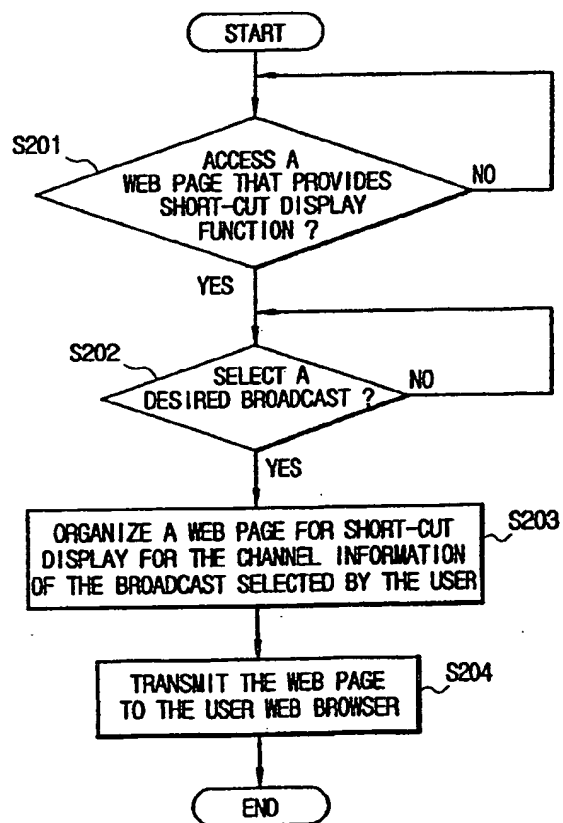 START
S201
ACCESS A
WEB PAGE THAT PROVIDES
SHORT-CUT DISPLAY
FUNCTION ?
NO
YES
S202
SELECT A
DESIRED BROADCAST ?
NO
YES
ORGANIZE A WEB PAGE FOR SHORT-CUT
DISPLAY FOR THE CHANNEL INFORMATION
OF THE BROADCAST SELECTED BY THE USER
S203
TRANSMIT THE WEB PAGE
TO THE USER WEB BROWSER
S204
END